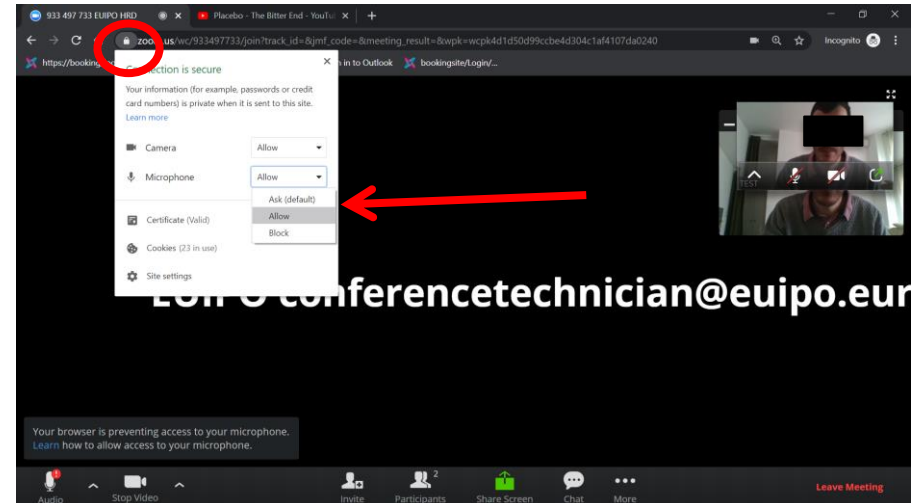 933 497 733 EUIPO HRD
Placebo - The Bitter End - YouTu
zoom.us/wc/933497733/join?track_id=&jmf_code=&meeting_result=&wpk=wcpk4d1d50d99ccbe4d304c1af4107da0240
Incognito
https://booking
in to Outlook
bookingsite/Login/...
Connection is secure
Your information (for example, passwords or credit
card numbers) is private when it is sent to this site.
Learn more
Camera
Allow
Microphone
Allow
Ask (default)
Allow
Block
Certificate (Valid)
Cookies (23 in use)
Site settings
TEST
EUIPO conferencetechnician@euipo.eur
Your browser is preventing access to your microphone.
Learn how to allow access to your microphone.
Audio
Stop Video
Invite
Participants
2
Share Screen
Chat
More
Leave Meeting